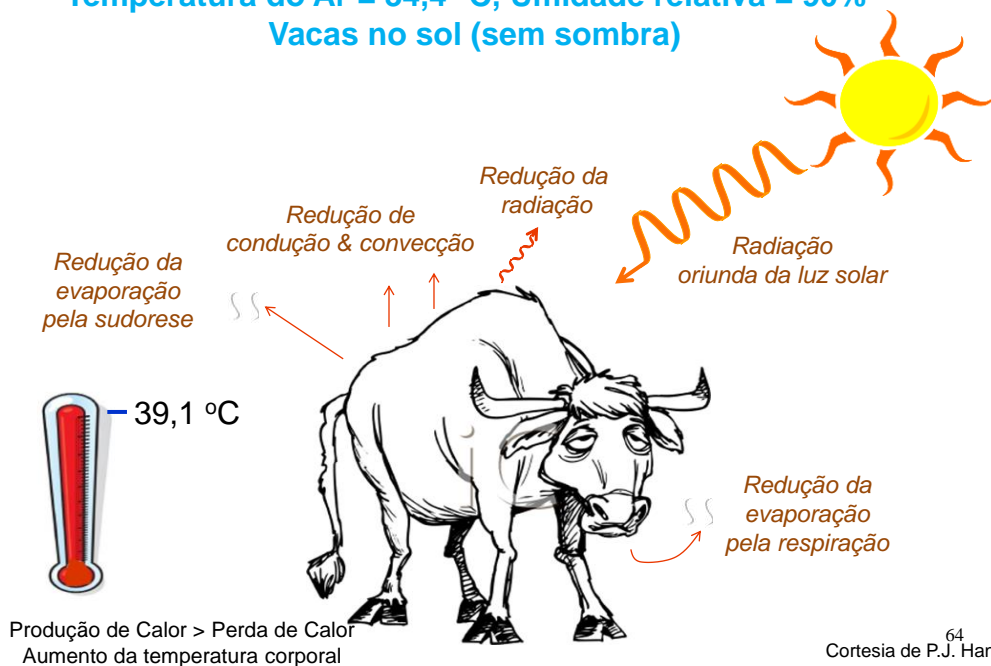 Vacas no sol (sem sombra)
Redução da
radiação
Redução de
condução & convecção
Radiação
oriunda da luz solar
Redução da
evaporação
pela sudorese
39,1 ºC
Redução da
evaporação
pela respiração
Produção de Calor > Perda de Calor
Aumento da temperatura corporal
64
Cortesia de P.J. Han